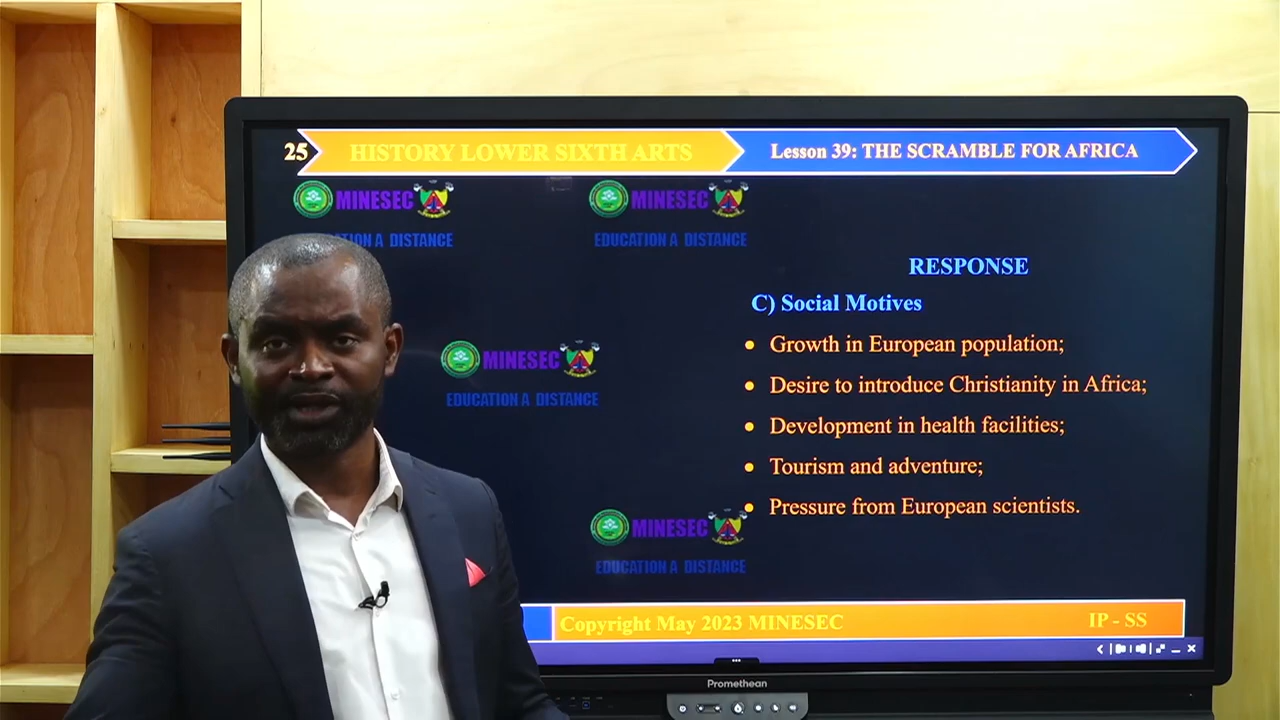 25
HISTORY LOWER SIXTH ARTS
Lesson 39: THE SCRAMBLE FOR AFRICA
MINESEC
MINESEC
ION A DISTANCE
EDUCATION A DISTANCE
RESPONSE
C) Social Motives
• Growth in European population;
MINESEC
• Desire to introduce Christianity in Africa;
EDUCATION A DISTANCE
• Development in health facilities;
• Tourism and adventure;
• Pressure from European scientists.
MINESEC
EDUCATION A DISTANCE
Copyright May 2023 MINESEC
IP - SS
Promethean